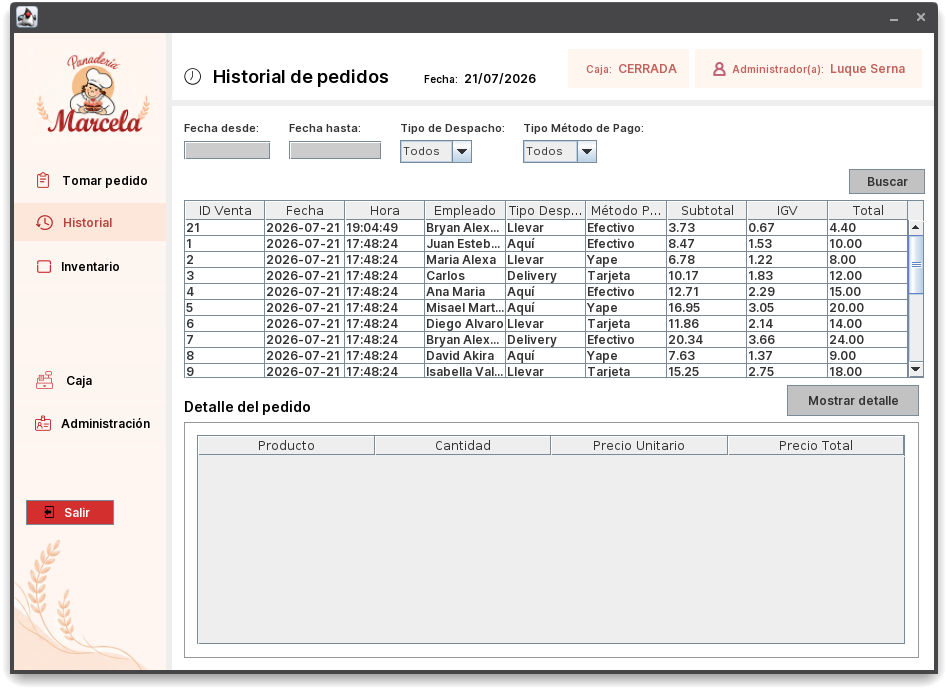 Panadería
Marcela
Historial de pedidos
Fecha: 21/07/2026
Caja: CERRADA
Administrador(a): Luque Serna
Tomar pedido
Historial
Inventario
Caja
Administración
Salir
Fecha desde: Fecha hasta: Tipo de Despacho: Tipo Método de Pago:
Todos Todos
Buscar
ID Venta Fecha Hora Empleado Tipo Desp... Método P... Subtotal IGV Total
21 2026-07-21 19:04:49 Bryan Alex... Llevar Efectivo 3.73 0.67 4.40
1 2026-07-21 17:48:24 Juan Esteb... Aquí Efectivo 8.47 1.53 10.00
2 2026-07-21 17:48:24 Maria Alexa Llevar Yape 6.78 1.22 8.00
3 2026-07-21 17:48:24 Carlos Delivery Tarjeta 10.17 1.83 12.00
4 2026-07-21 17:48:24 Ana Maria Aquí Efectivo 12.71 2.29 15.00
5 2026-07-21 17:48:24 Misael Mart... Aquí Yape 16.95 3.05 20.00
6 2026-07-21 17:48:24 Diego Alvaro Llevar Tarjeta 11.86 2.14 14.00
7 2026-07-21 17:48:24 Bryan Alex... Delivery Efectivo 20.34 3.66 24.00
8 2026-07-21 17:48:24 David Akira Aquí Yape 7.63 1.37 9.00
9 2026-07-21 17:48:24 Isabella Val... Llevar Tarjeta 15.25 2.75 18.00
Detalle del pedido
Mostrar detalle
Producto Cantidad Precio Unitario Precio Total